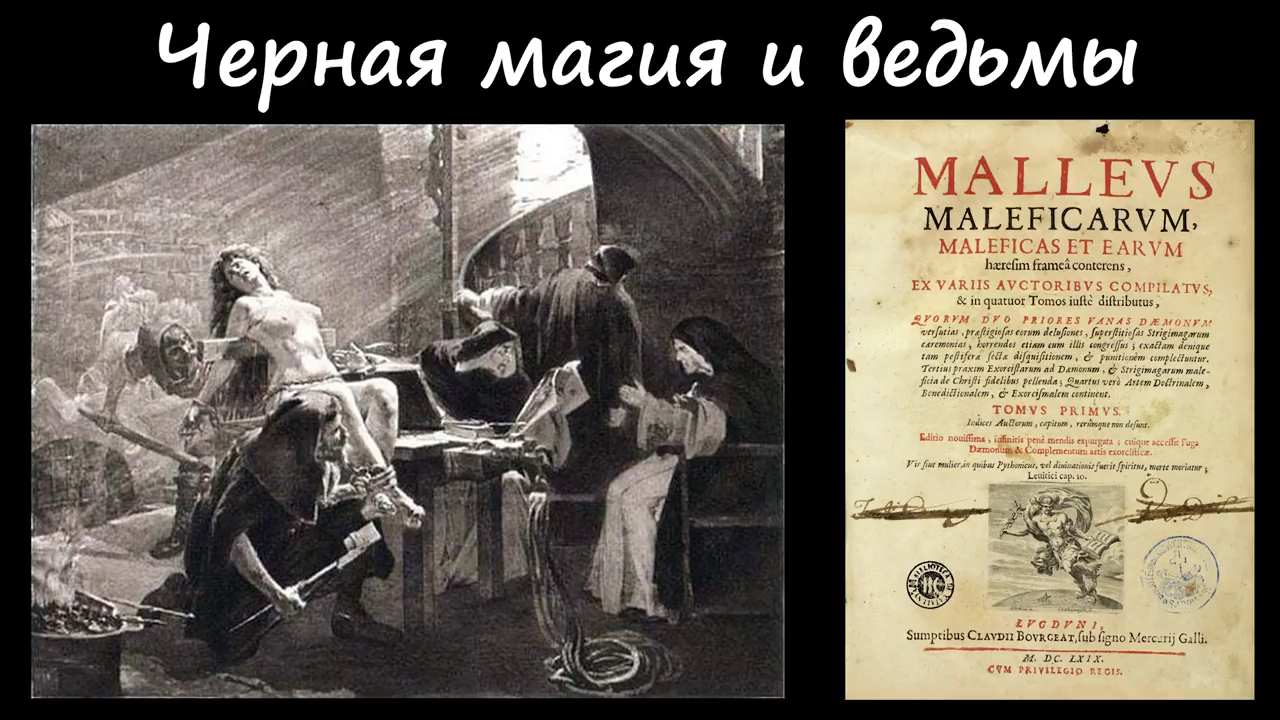 Черная магия и ведьмы
MALLEVS
MALEFICARVM,
MALEFICAS ET EARVM
hæresim frameâ conterens,
EX VARIIS AVCTORIBVS COMPILATVS,
& in quatuor Tomos iustè distributus,
QVORVM DVO PRIORES VANAS DÆMONVM
versutias, præstigiosas eorum delusiones, superstitiosas Strigimagarum
cæremonias, horrendos etiam cum illis congressus; exactam denique
tam pestiferæ sectæ disquisitionem, & punitionem complectuntur.
Tertius praxim Exorcistarum ad Dæmonum, & Strigimagarum male-
ficia de Christi fidelibus pellenda; Quartus verò Artem Doctrinalem,
Benedictionalem, & Exorcismalem continent.
TOMVS PRIMVS.
Indices Auctorum, capitum, rerúmque non desunt.
Editio nouissima, infinitis penè mendis expurgata; cuique accessit Fuga
Dæmonum & Complementum artis exorcisticæ.
Vir siue mulier, in quibus Pythonicus, vel diuinationis fuerit spiritus, morte moriatur;
Leuitici cap. 10.
LVGDVNI,
Sumptibus CLAVDII BOVRGEAT, sub signo Mercurij Galli.
M. DC. LXIX.
CVM PRIVILEGIO REGIS.